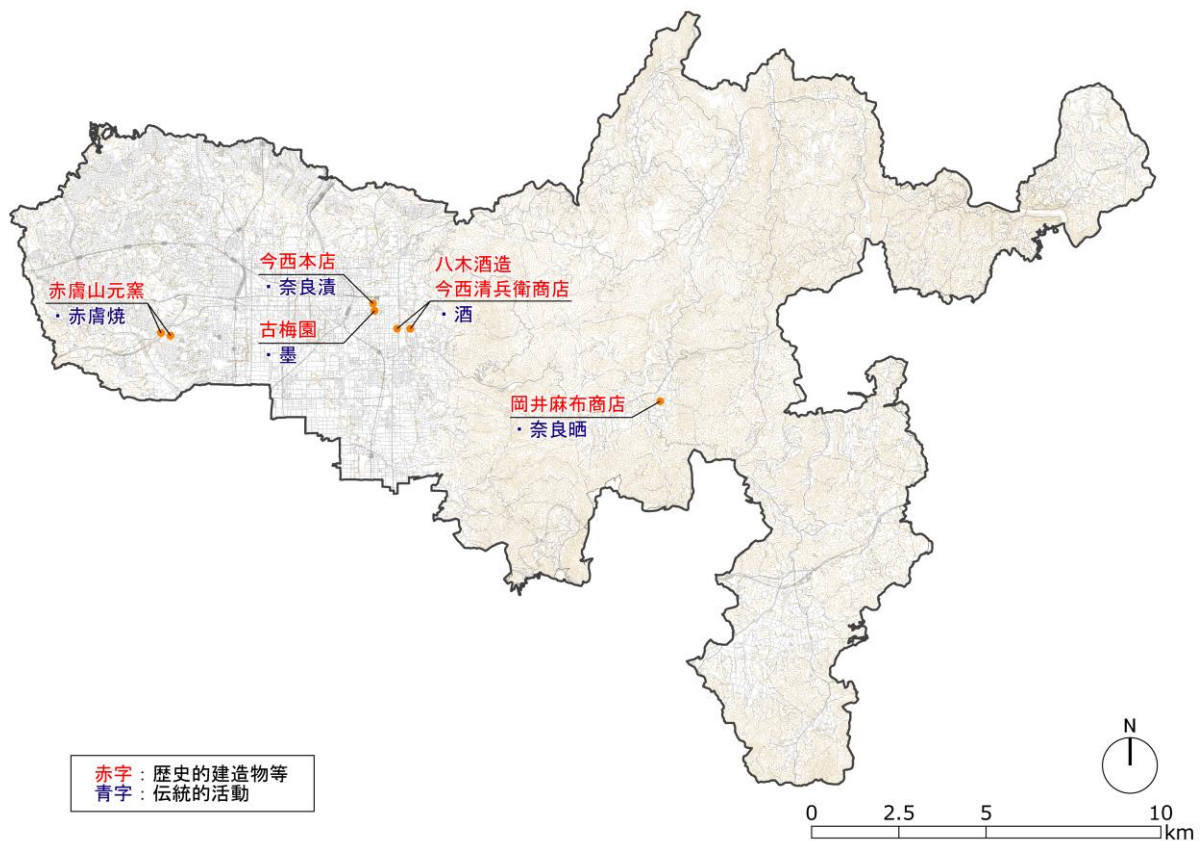 今西本店
・奈良漬
八木酒造
今西清兵衛商店
・酒
赤膚山元窯
・赤膚焼
古梅園
・墨
岡井麻布商店
・奈良晒
赤字：歴史的建造物等
青字：伝統的活動
N
0 2.5 5 10
km